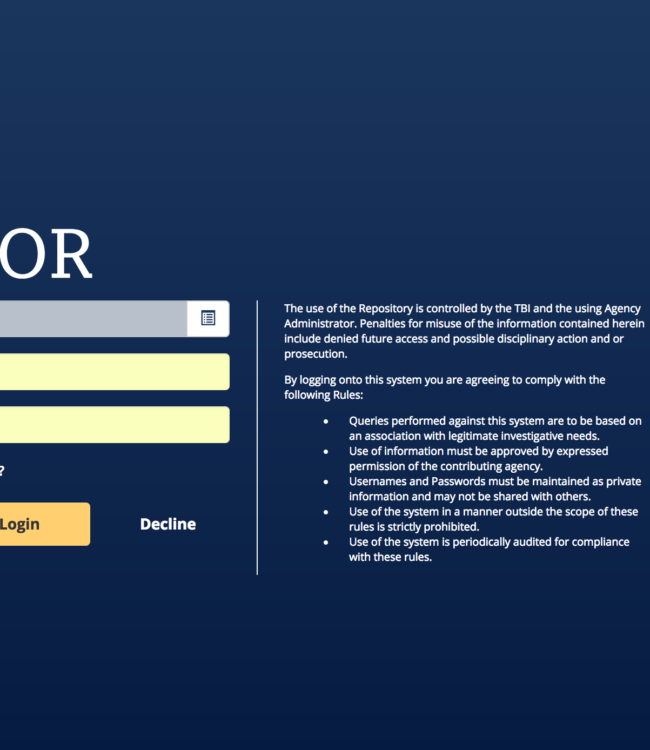 OR
The use of the Repository is controlled by the TBI and the using Agency
Administrator. Penalties for misuse of the information contained herein
include denied future access and possible disciplinary action and or
prosecution.
By logging onto this system you are agreeing to comply with the
following Rules:
• Queries performed against this system are to be based on
an association with legitimate investigative needs.
• Use of information must be approved by expressed
permission of the contributing agency.
• Usernames and Passwords must be maintained as private
information and may not be shared with others.
• Use of the system in a manner outside the scope of these
rules is strictly prohibited.
• Use of the system is periodically audited for compliance
with these rules.
?
Login
Decline